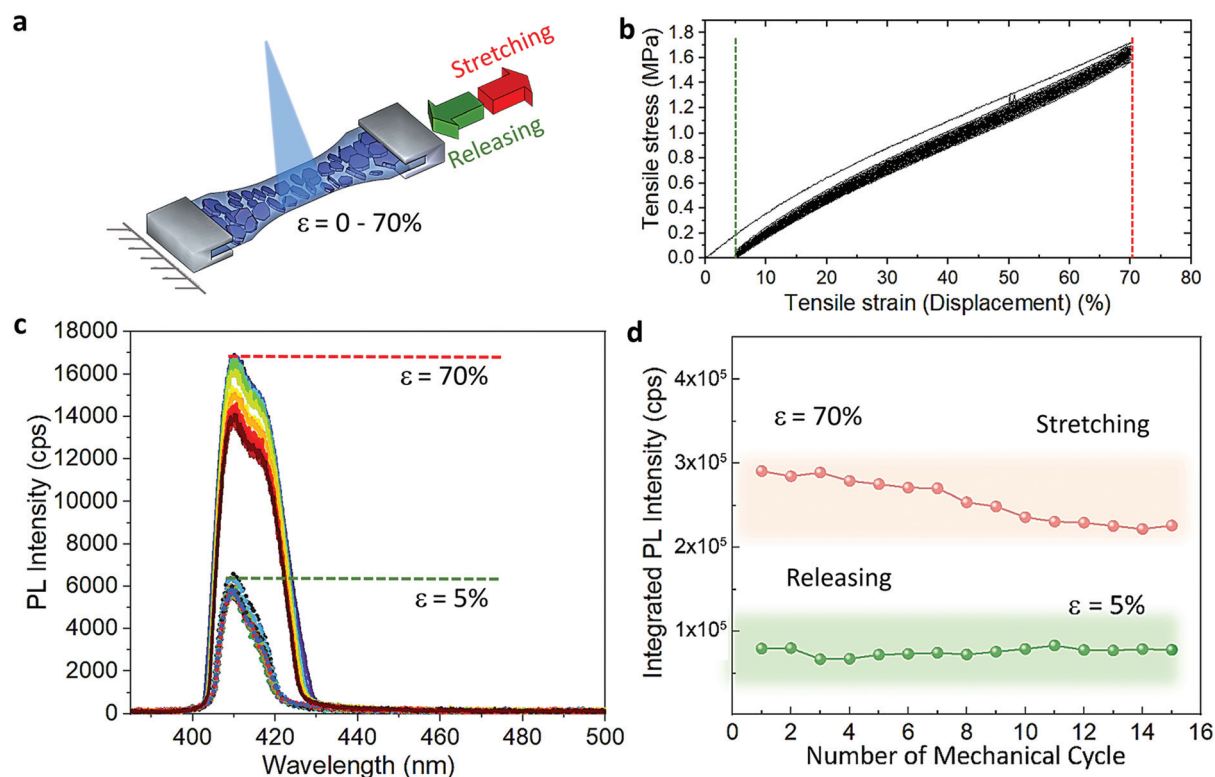 a
Stretching
Releasing
ε = 0 - 70%
b
Tensile stress (MPa)
1.8
1.6
1.4
1.2
1.0
0.8
0.6
0.4
0.2
0.0
0 10 20 30 40 50 60 70 80
Tensile strain (Displacement) (%)
c
PL Intensity (cps)
18000
16000
14000
12000
10000
8000
6000
4000
2000
0
ε = 70%
ε = 5%
400 420 440 460 480 500
Wavelength (nm)
d
Integrated PL Intensity (cps)
4x10⁵
3x10⁵
2x10⁵
1x10⁵
ε = 70%
Stretching
Releasing
ε = 5%
0 2 4 6 8 10 12 14 16
Number of Mechanical Cycle